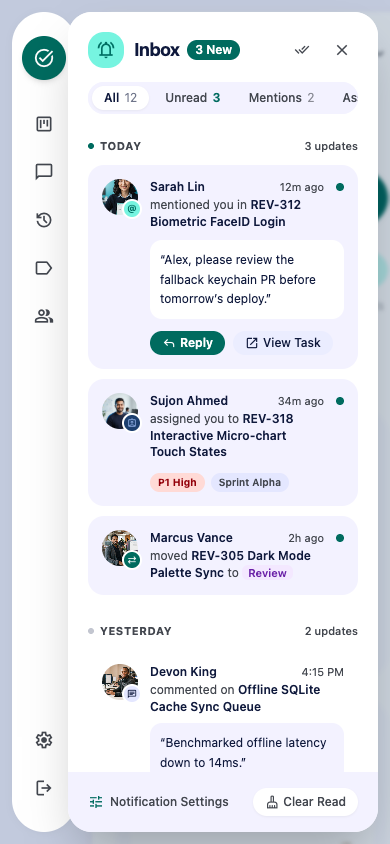 Inbox 3 New
All 12 Unread 3 Mentions 2 As
TODAY 3 updates
Sarah Lin 12m ago
mentioned you in REV-312
Biometric FaceID Login
“Alex, please review the
fallback keychain PR before
tomorrow’s deploy.”
Reply View Task
Sujon Ahmed 34m ago
assigned you to REV-318
Interactive Micro-chart
Touch States
P1 High Sprint Alpha
Marcus Vance 2h ago
moved REV-305 Dark Mode
Palette Sync to Review
YESTERDAY 2 updates
Devon King 4:15 PM
commented on Offline SQLite
Cache Sync Queue
“Benchmarked offline latency
down to 14ms.”
Notification Settings Clear Read